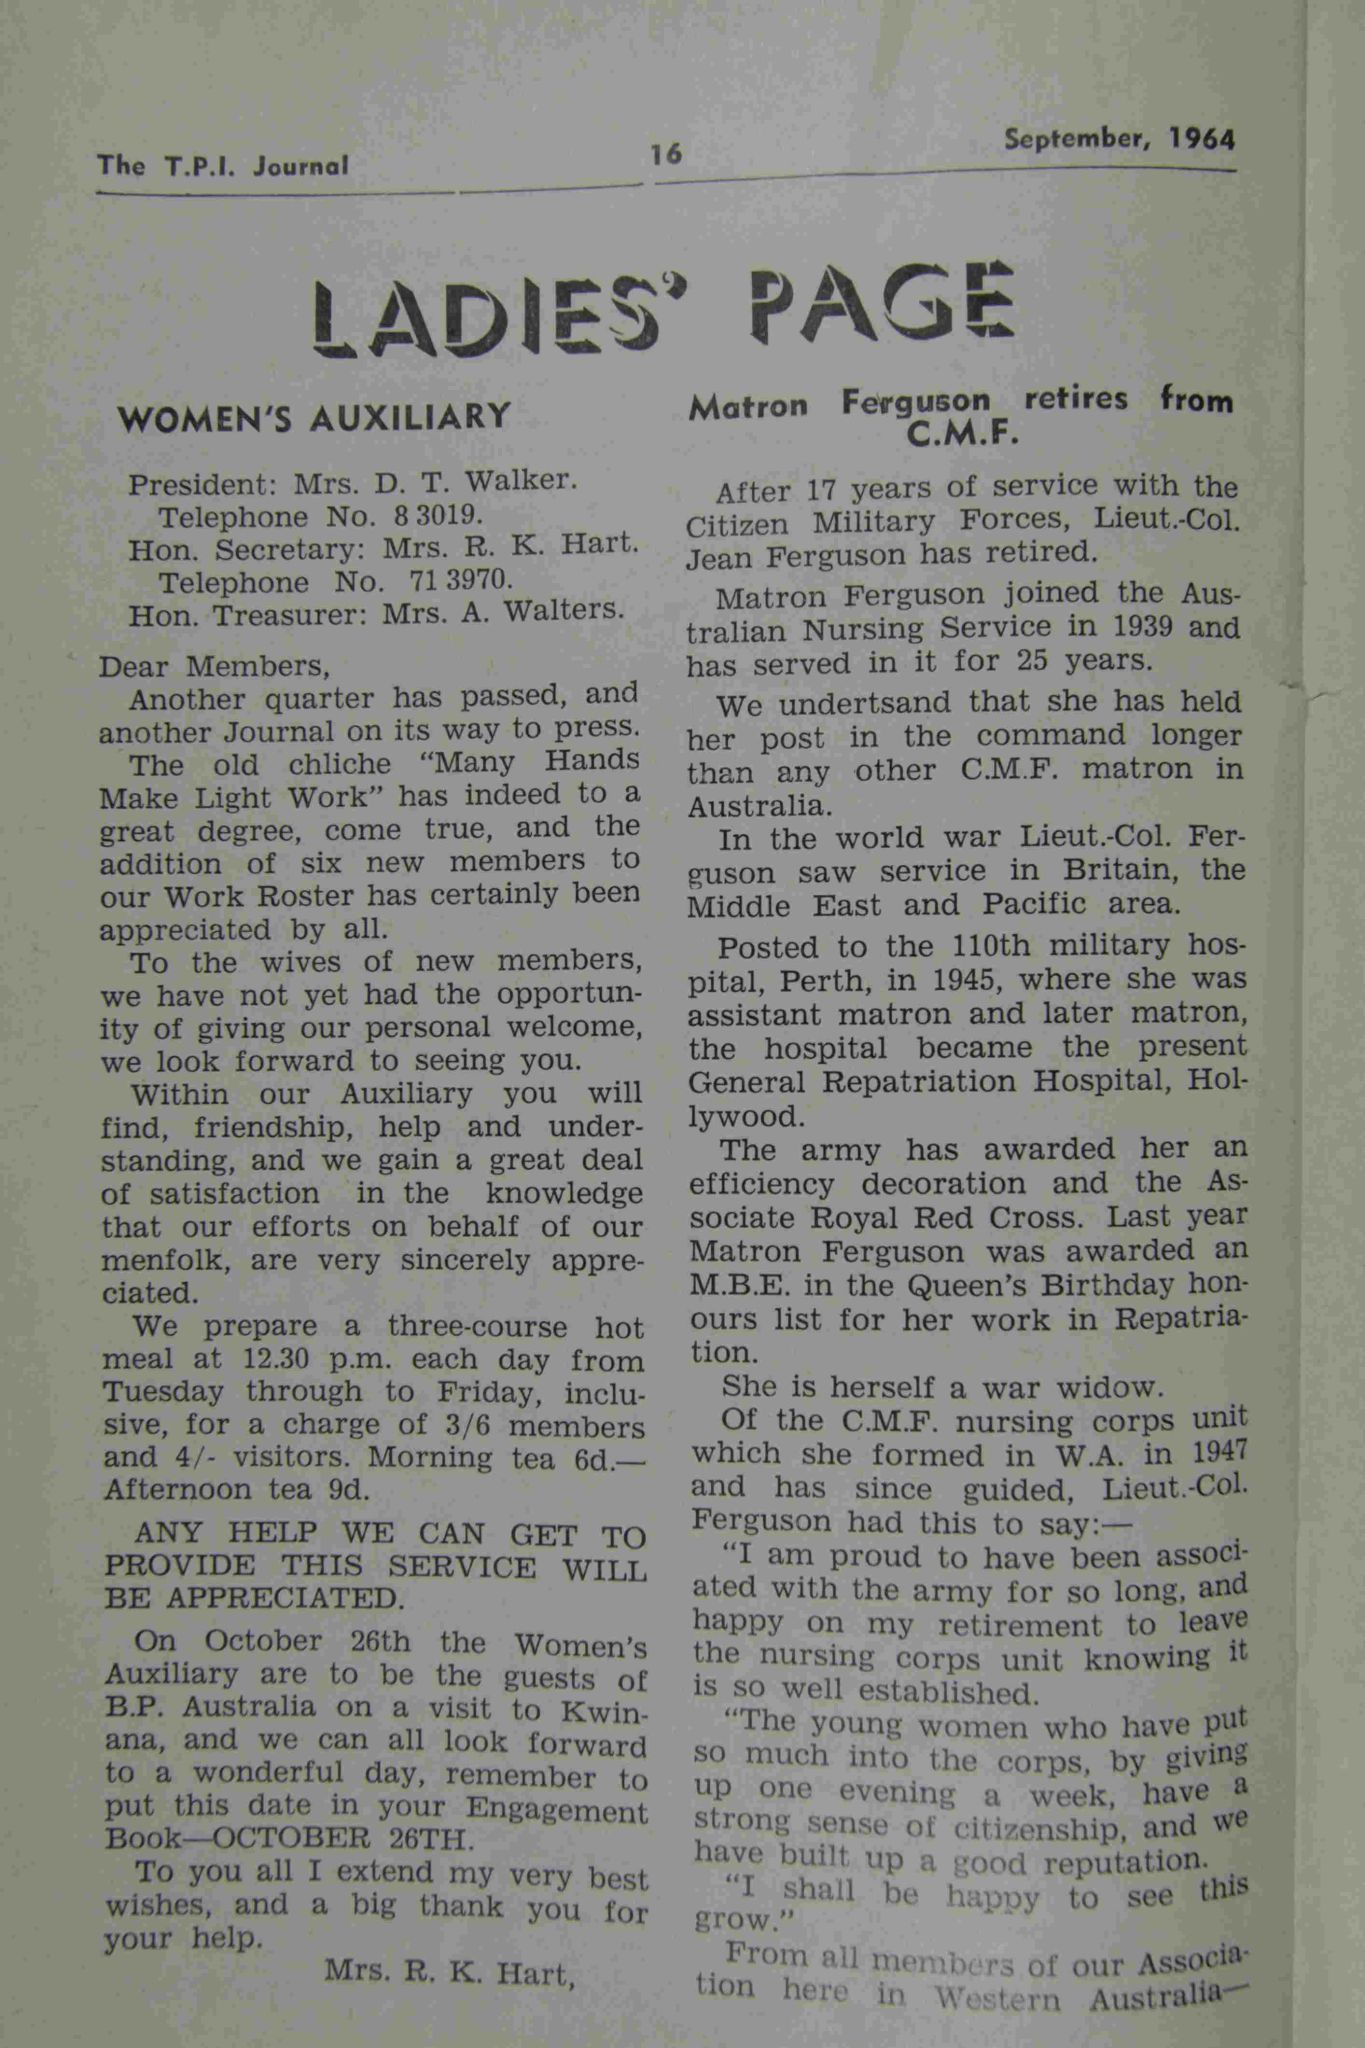 The T.P.I. Journal
16
September, 1964
LADIES' PAGE
WOMEN'S AUXILIARY
President: Mrs. D. T. Walker.
Telephone No. 8 3019.
Hon. Secretary: Mrs. R. K. Hart.
Telephone No. 71 3970.
Hon. Treasurer: Mrs. A. Walters.
Dear Members,
Another quarter has passed, and
another Journal on its way to press.
The old chliche "Many Hands
Make Light Work" has indeed to a
great degree, come true, and the
addition of six new members to
our Work Roster has certainly been
appreciated by all.
To the wives of new members,
we have not yet had the opportun-
ity of giving our personal welcome,
we look forward to seeing you.
Within our Auxiliary you will
find, friendship, help and under-
standing, and we gain a great deal
of satisfaction in the knowledge
that our efforts on behalf of our
menfolk, are very sincerely appre-
ciated.
We prepare a three-course hot
meal at 12.30 p.m. each day from
Tuesday through to Friday, inclu-
sive, for a charge of 3/6 members
and 4/- visitors. Morning tea 6d.—
Afternoon tea 9d.
ANY HELP WE CAN GET TO
PROVIDE THIS SERVICE WILL
BE APPRECIATED.
On October 26th the Women's
Auxiliary are to be the guests of
B.P. Australia on a visit to Kwin-
ana, and we can all look forward
to a wonderful day, remember to
put this date in your Engagement
Book—OCTOBER 26TH.
To you all I extend my very best
wishes, and a big thank you for
your help.
Mrs. R. K. Hart,
Matron Ferguson retires from
C.M.F.
After 17 years of service with the
Citizen Military Forces, Lieut.-Col.
Jean Ferguson has retired.
Matron Ferguson joined the Aus-
tralian Nursing Service in 1939 and
has served in it for 25 years.
We undertsand that she has held
her post in the command longer
than any other C.M.F. matron in
Australia.
In the world war Lieut.-Col. Fer-
guson saw service in Britain, the
Middle East and Pacific area.
Posted to the 110th military hos-
pital, Perth, in 1945, where she was
assistant matron and later matron,
the hospital became the present
General Repatriation Hospital, Hol-
lywood.
The army has awarded her an
efficiency decoration and the As-
sociate Royal Red Cross. Last year
Matron Ferguson was awarded an
M.B.E. in the Queen's Birthday hon-
ours list for her work in Repatria-
tion.
She is herself a war widow.
Of the C.M.F. nursing corps unit
which she formed in W.A. in 1947
and has since guided, Lieut.-Col.
Ferguson had this to say:—
"I am proud to have been associ-
ated with the army for so long, and
happy on my retirement to leave
the nursing corps unit knowing it
is so well established.
"The young women who have put
so much into the corps, by giving
up one evening a week, have a
strong sense of citizenship, and we
have built up a good reputation.
"I shall be happy to see this
grow."
From all members of our Associa-
tion here in Western Australia—